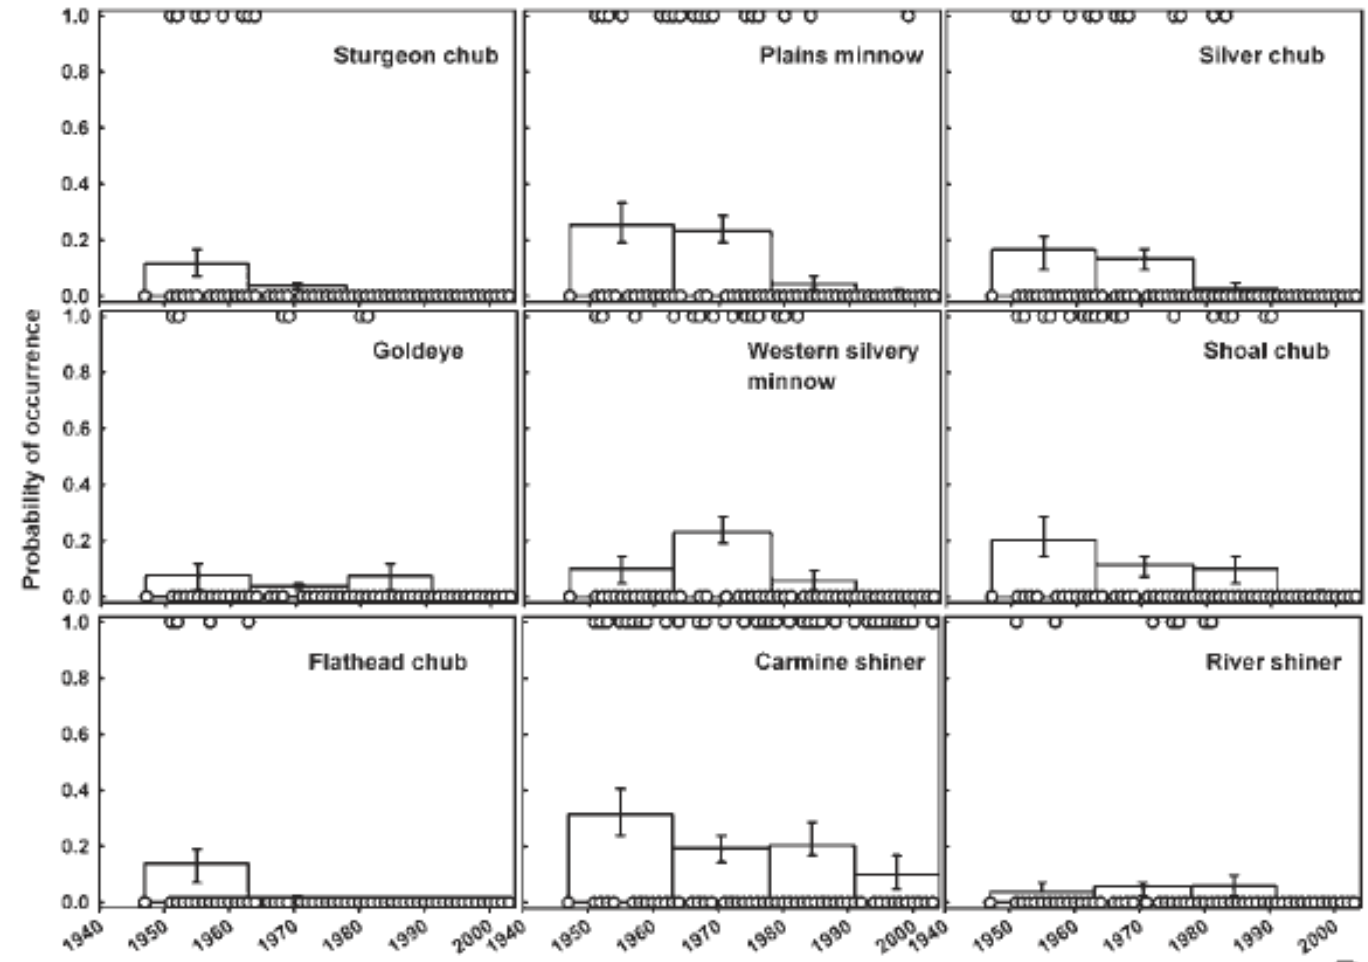 1.0
Sturgeon chub
Plains minnow
Silver chub
0.8
0.6
0.4
0.2
0.0
1.0
Goldeye
Western silvery
minnow
Shoal chub
0.8
0.6
0.4
0.2
0.0
1.0
Flathead chub
Carmine shiner
River shiner
0.8
0.6
0.4
0.2
0.0
1940 1950 1960 1970 1980 1990 2000 1940 1950 1960 1970 1980 1990 2000 1940 1950 1960 1970 1980 1990 2000
Probability of occurrence